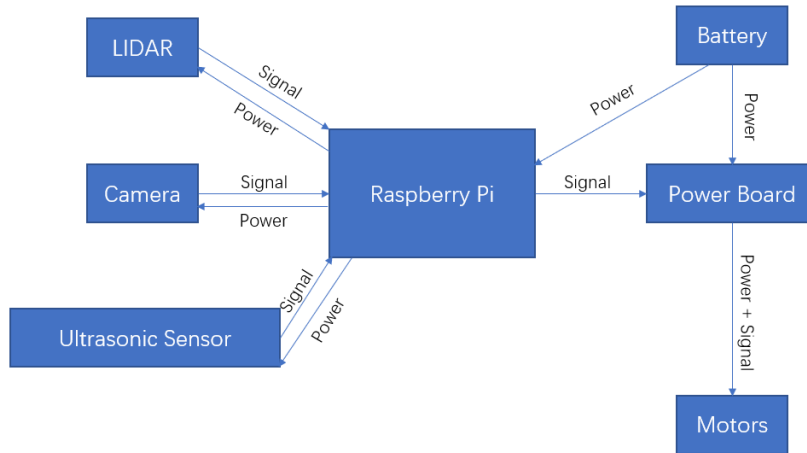 LIDAR
Battery
Signal
Power
Power
Power
Camera
Signal
Power
Raspberry Pi
Signal
Power Board
Signal
Power
Power + Signal
Ultrasonic Sensor
Motors